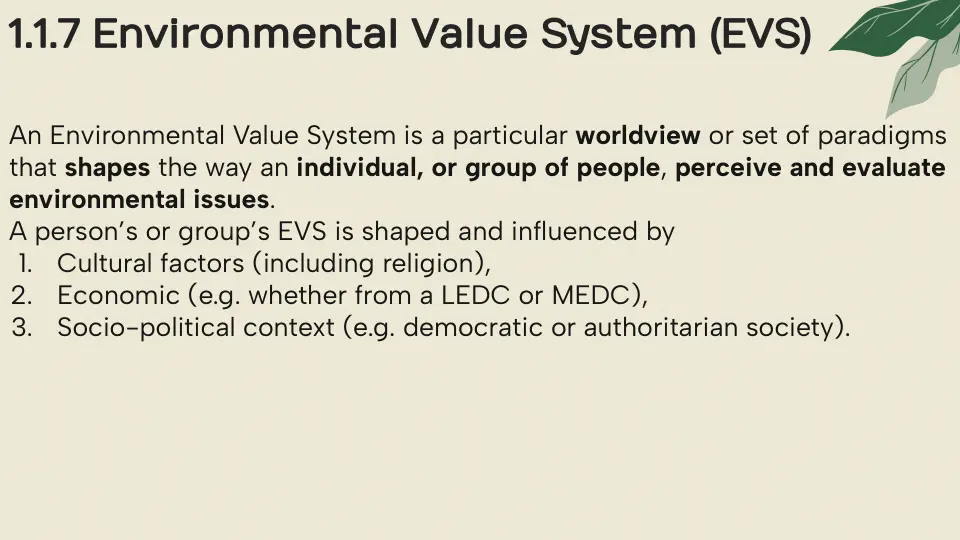 1.1.7 Environmental Value System (EVS)
An Environmental Value System is a particular worldview or set of paradigms
that shapes the way an individual, or group of people, perceive and evaluate
environmental issues.
A person’s or group’s EVS is shaped and influenced by
1. Cultural factors (including religion),
2. Economic (e.g. whether from a LEDC or MEDC),
3. Socio-political context (e.g. democratic or authoritarian society).